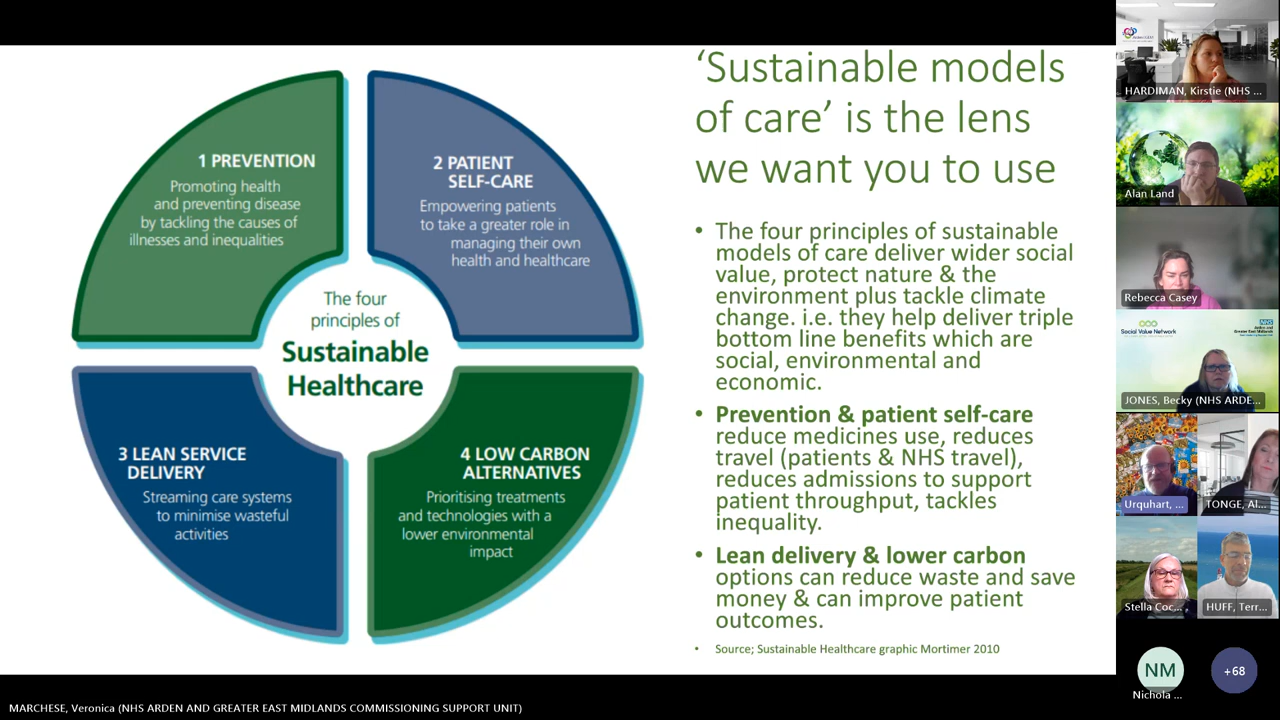 1 PREVENTION
Promoting health
and preventing disease
by tackling the causes of
illnesses and inequalities
2 PATIENT
SELF-CARE
Empowering patients
to take a greater role in
managing their own
health and healthcare
The four
principles of
Sustainable
Healthcare
3 LEAN SERVICE
DELIVERY
Streaming care systems
to minimise wasteful
activities
4 LOW CARBON
ALTERNATIVES
Prioritising treatments
and technologies with a
lower environmental
impact
‘Sustainable models
of care’ is the lens
we want you to use
• The four principles of sustainable
models of care deliver wider social
value, protect nature & the
environment plus tackle climate
change. i.e. they help deliver triple
bottom line benefits which are
social, environmental and
economic.
• Prevention & patient self-care
reduce medicines use, reduces
travel (patients & NHS travel),
reduces admissions to support
patient throughput, tackles
inequality.
• Lean delivery & lower carbon
options can reduce waste and save
money & can improve patient
outcomes.
• Source; Sustainable Healthcare graphic Mortimer 2010
HARDIMAN, Kirstie (NHS ...
Alan Land
Rebecca Casey
Social Value Network
NHS
JONES, Becky (NHS ARDE...
Urquhart, ...
TONGE, Al...
Stella Coc...
HUFF, Terr...
NM
Nichola ...
+68
MARCHESE, Veronica (NHS ARDEN AND GREATER EAST MIDLANDS COMMISSIONING SUPPORT UNIT)